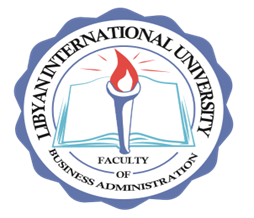 LIBYAN INTERNATIONAL UNIVERSITY
FACULTY
OF
BUSINESS ADMINISTRATION